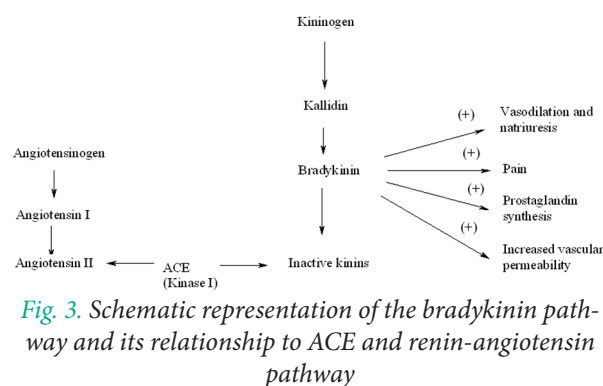 Kininogen
Kallidin
(+)
Vasodilation and
natriuresis
(+)
Angiotensinogen
Bradykinin
Pain
(+)
Prostaglandin
synthesis
Angiotensin I
(+)
Increased vascular
permeability
Angiotensin II
ACE
(Kinase I)
Inactive kinins
Fig. 3. Schematic representation of the bradykinin path-
way and its relationship to ACE and renin-angiotensin
pathway